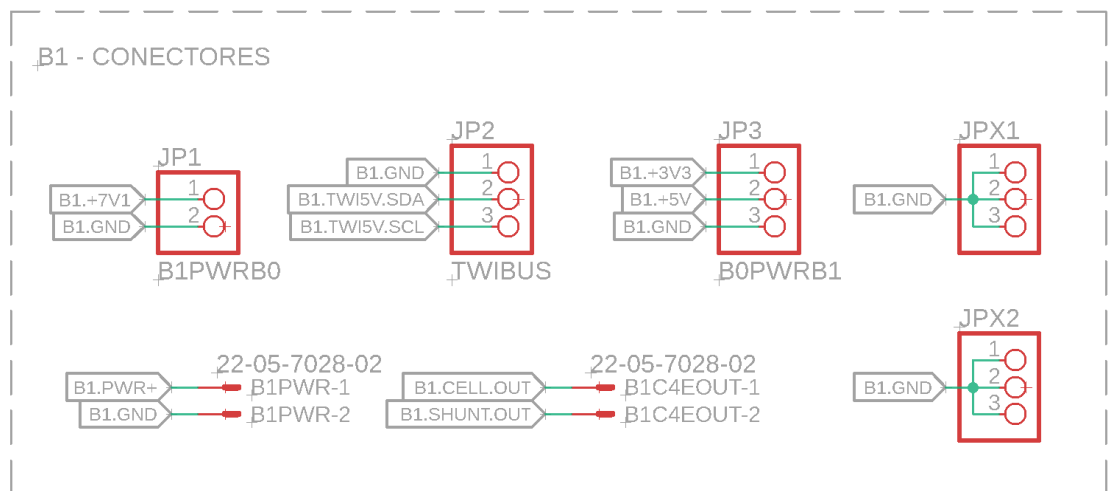 B1 - CONECTORES
JP1
B1.+7V1
1
B1.GND
2
B1PWRB0
JP2
B1.GND
1
B1.TWI5V.SDA
2
B1.TWI5V.SCL
3
TWIBUS
JP3
B1.+3V3
1
B1.+5V
2
B1.GND
3
B0PWRB1
JPX1
1
B1.GND
2
3
22-05-7028-02
B1.PWR+
B1PWR-1
B1.GND
B1PWR-2
22-05-7028-02
B1.CELL.OUT
B1C4EOUT-1
B1.SHUNT.OUT
B1C4EOUT-2
JPX2
1
B1.GND
2
3